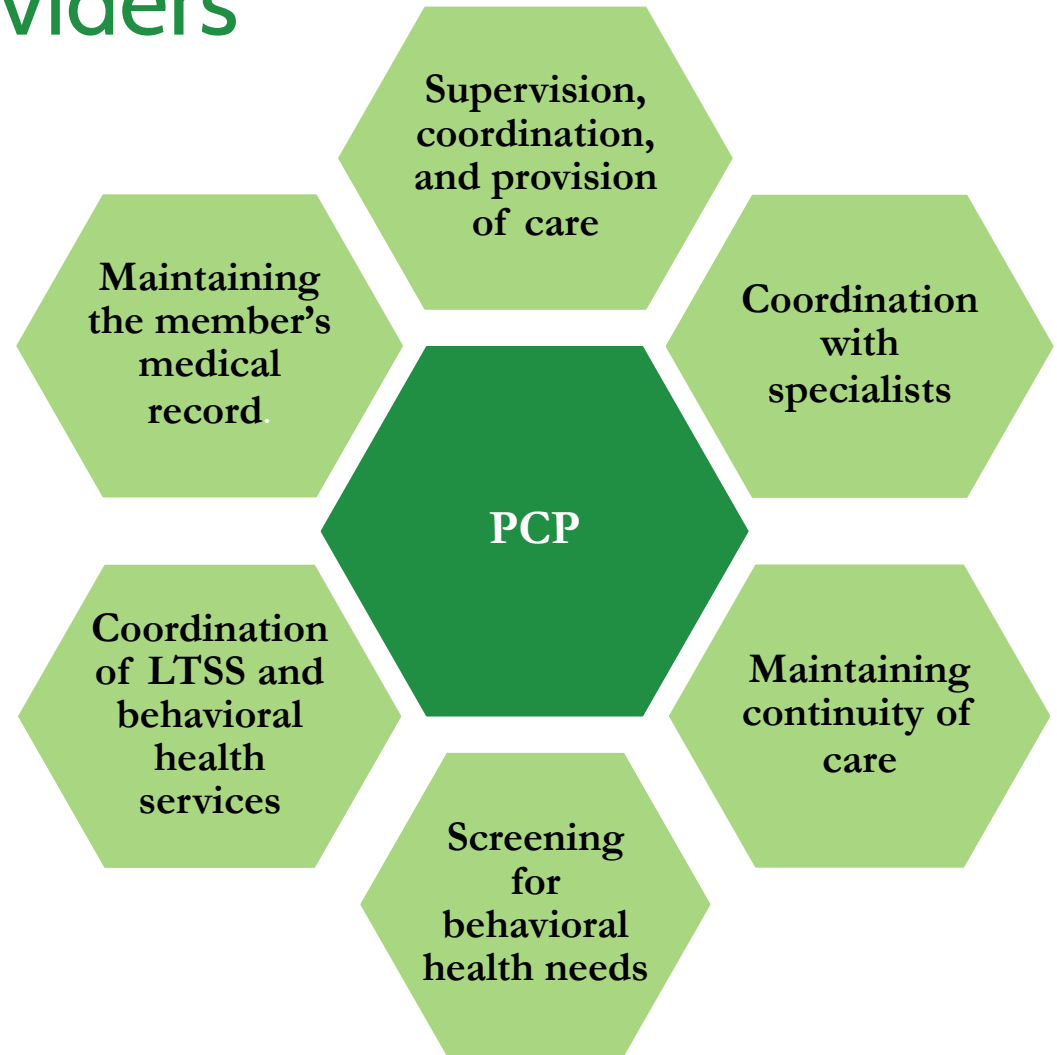 viders
Supervision,
coordination,
and provision
of care
Coordination
with
specialists
Maintaining
continuity of
care
Screening
for
behavioral
health needs
Coordination
of LTSS and
behavioral
health
services
Maintaining
the member’s
medical
record.
PCP